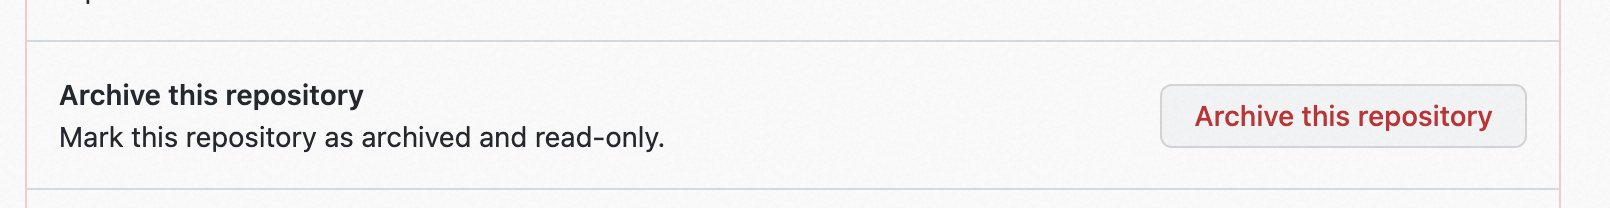 Archive this repository
Mark this repository as archived and read-only.
Archive this repository